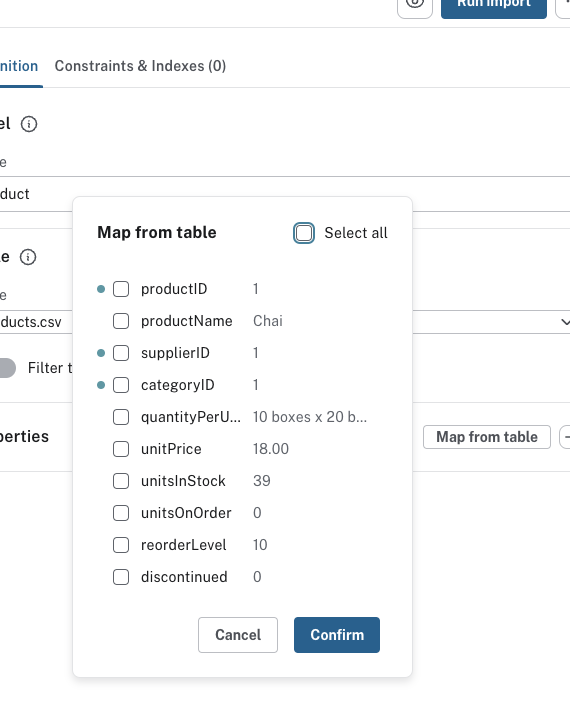 Run import
nition Constraints & Indexes (0)
el
e
duct
Map from table Select all
le
e
ducts.csv
Filter t
perties
Map from table
productID 1
productName Chai
supplierID 1
categoryID 1
quantityPerU... 10 boxes x 20 b...
unitPrice 18.00
unitsInStock 39
unitsOnOrder 0
reorderLevel 10
discontinued 0
Cancel Confirm